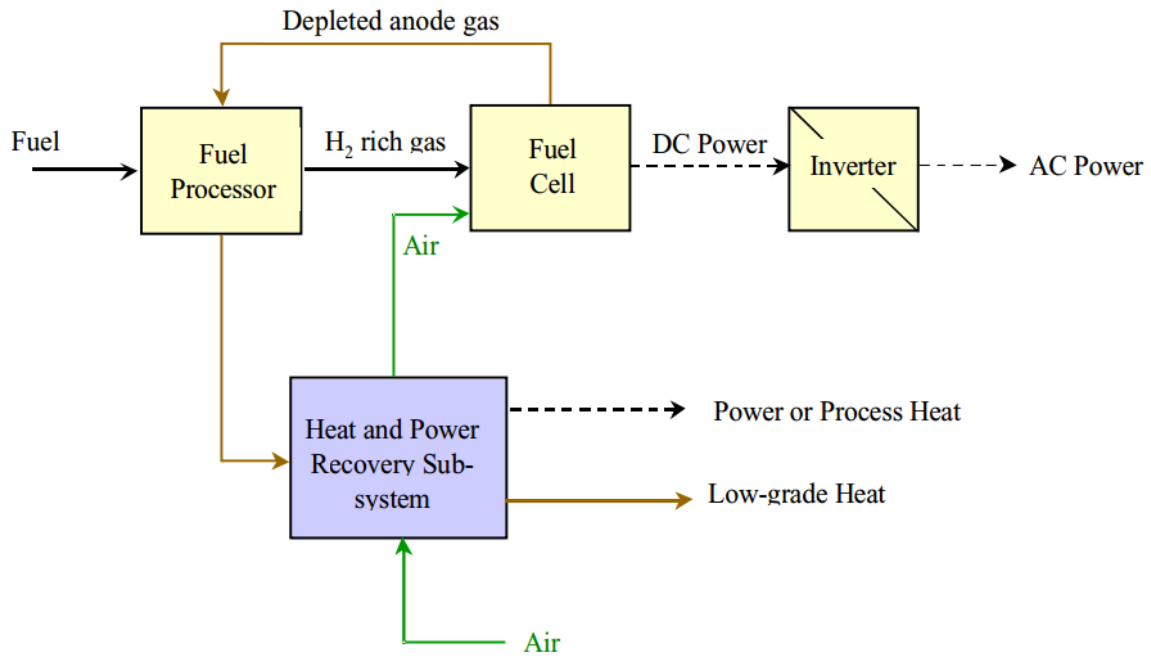 Depleted anode gas
Fuel
Fuel
Processor
H₂ rich gas
Fuel
Cell
DC Power
Inverter
AC Power
Air
Heat and Power
Recovery Sub-
system
Power or Process Heat
Low-grade Heat
Air